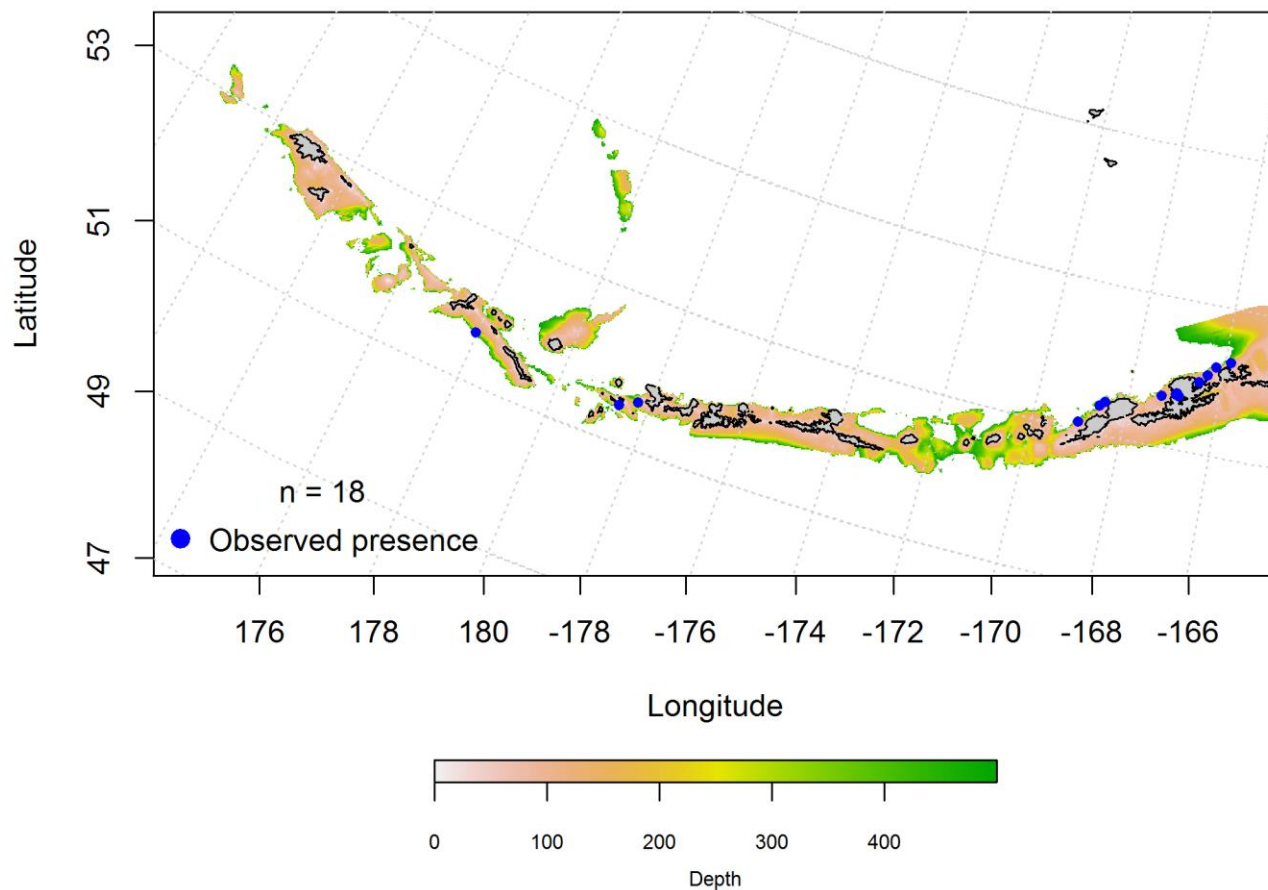 53
51
49
47
Latitude
n = 18
Observed presence
176 178 180 -178 -176 -174 -172 -170 -168 -166
Longitude
0 100 200 300 400
Depth